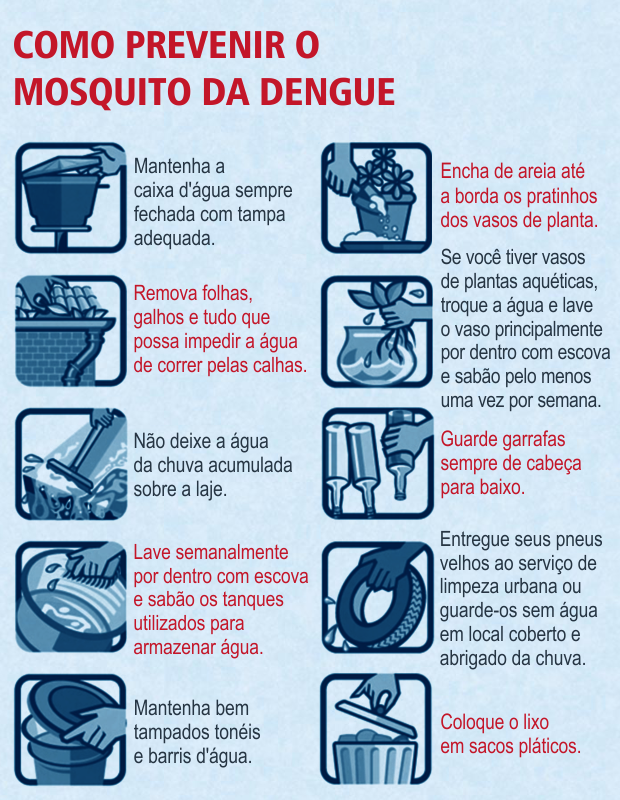 COMO PREVENIR O
MOSQUITO DA DENGUE
Mantenha a
caixa d'água sempre
fechada com tampa
adequada.
Remova folhas,
galhos e tudo que
possa impedir a água
de correr pelas calhas.
Não deixe a água
da chuva acumulada
sobre a laje.
Lave semanalmente
por dentro com escova
e sabão os tanques
utilizados para
armazenar água.
Mantenha bem
tampados tonéis
e barris d'água.
Encha de areia até
a borda os pratinhos
dos vasos de planta.
Se você tiver vasos
de plantas aquéticas,
troque a água e lave
o vaso principalmente
por dentro com escova
e sabão pelo menos
uma vez por semana.
Guarde garrafas
sempre de cabeça
para baixo.
Entregue seus pneus
velhos ao serviço de
limpeza urbana ou
guarde-os sem água
em local coberto e
abrigado da chuva.
Coloque o lixo
em sacos pláticos.